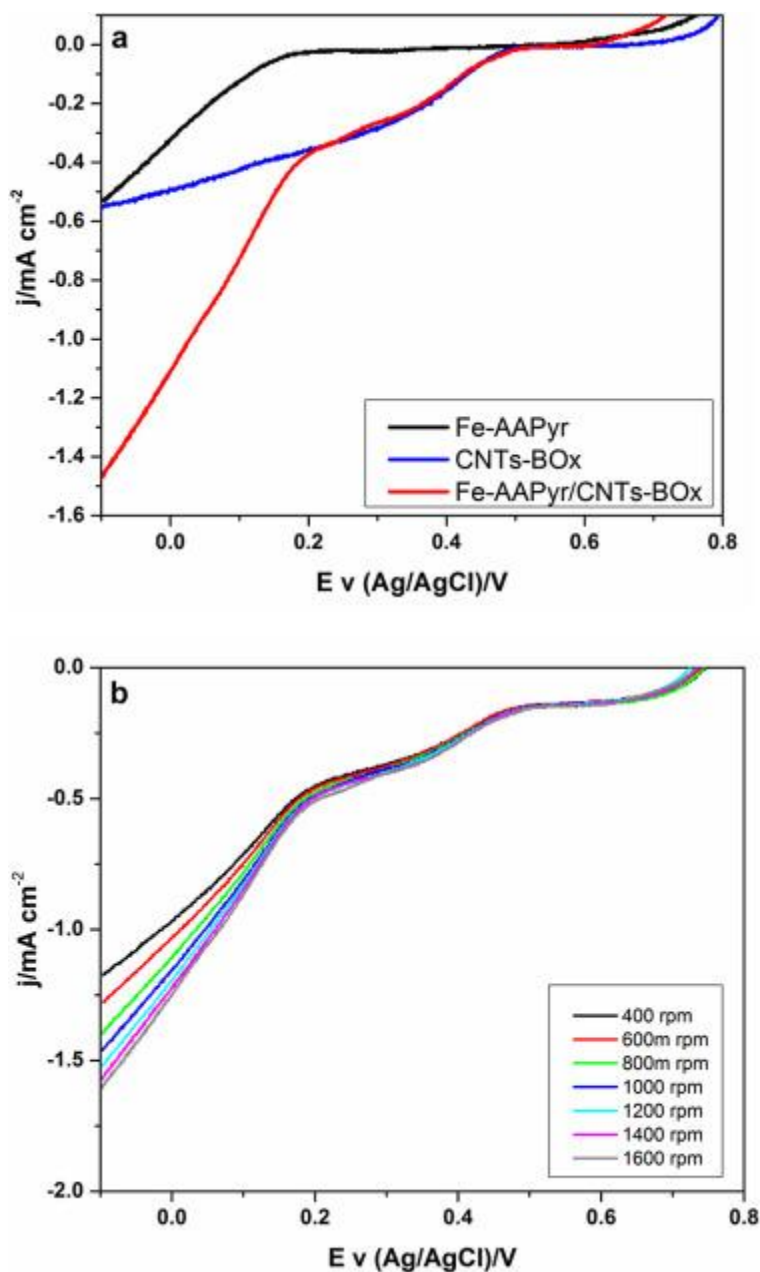 a
0.0
-0.2
-0.4
-0.6
-0.8
-1.0
-1.2
-1.4
-1.6
j/mA cm⁻²
Fe-AAPyr
CNTs-BOx
Fe-AAPyr/CNTs-BOx
0.0 0.2 0.4 0.6 0.8
E v (Ag/AgCl)/V
b
0.0
-0.5
-1.0
-1.5
-2.0
j/mA cm⁻²
400 rpm
600m rpm
800m rpm
1000 rpm
1200 rpm
1400 rpm
1600 rpm
0.0 0.2 0.4 0.6 0.8
E v (Ag/AgCl)/V